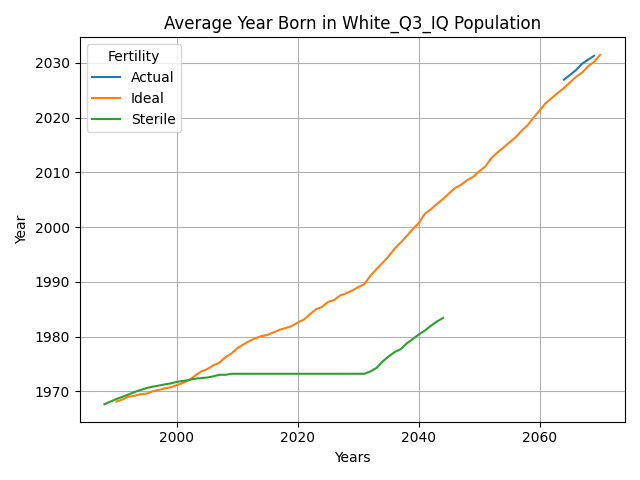 Average Year Born in White_Q3_IQ Population
Fertility
Actual
Ideal
Sterile
2030
2020
2010
2000
1990
1980
1970
Year
2000
2020
2040
2060
Years